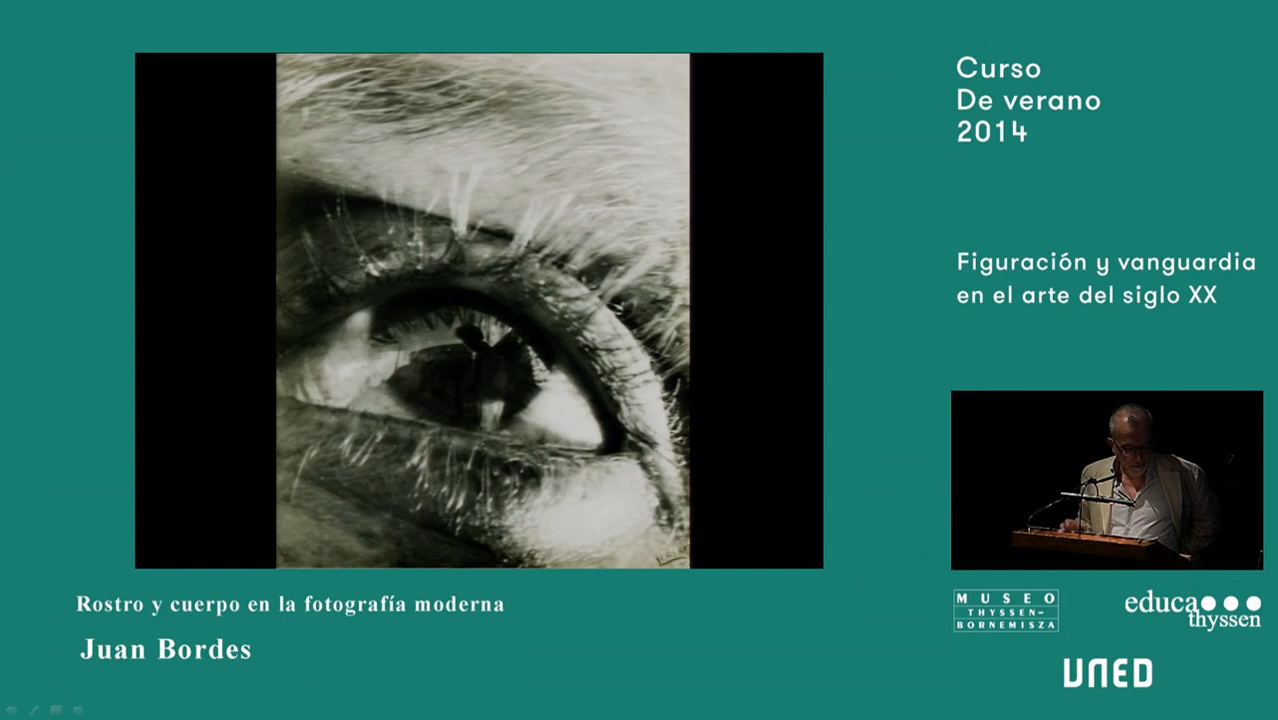 Curso
De verano
2014
Figuración y vanguardia
en el arte del siglo XX
Rostro y cuerpo en la fotografía moderna
Juan Bordes
MUSEO
THYSSEN-
BORNEMISZA
educa
thyssen
UNED